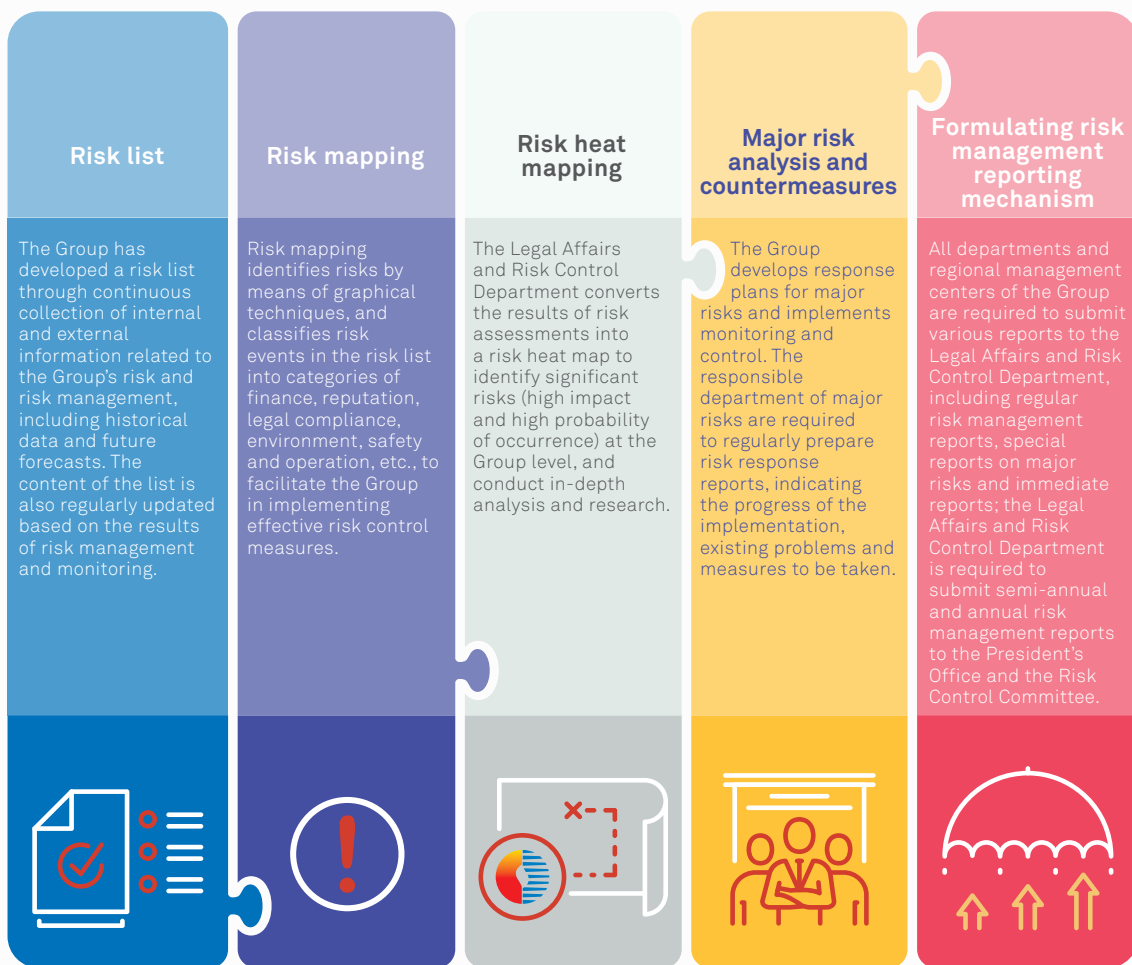 Risk list
The Group has
developed a risk list
through continuous
collection of internal
and external
information related to
the Group's risk and
risk management,
including historical
data and future
forecasts. The
content of the list is
also regularly updated
based on the results
of risk management
and monitoring.
Risk mapping
Risk mapping
identifies risks by
means of graphical
techniques, and
classifies risk
events in the risk list
into categories of
finance, reputation,
legal compliance,
environment, safety
and operation, etc., to
facilitate the Group
in implementing
effective risk control
measures.
Risk heat
mapping
The Legal Affairs
and Risk Control
Department converts
the results of risk
assessments into
a risk heat map to
identify significant
risks (high impact
and high probability
of occurrence) at the
Group level, and
conduct in-depth
analysis and research.
Major risk
analysis and
countermeasures
The Group
develops response
plans for major
risks and implements
monitoring and
control. The
responsible
department of major
risks are required
to regularly prepare
risk response
reports, indicating
the progress of the
implementation,
existing problems and
measures to be taken.
Formulating risk
management
reporting
mechanism
All departments and
regional management
centers of the Group
are required to submit
various reports to the
Legal Affairs and Risk
Control Department,
including regular
risk management
reports, special
reports on major
risks and immediate
reports; the Legal
Affairs and Risk
Control Department
is required to
submit semi-annual
and annual risk
management reports
to the President's
Office and the Risk
Control Committee.